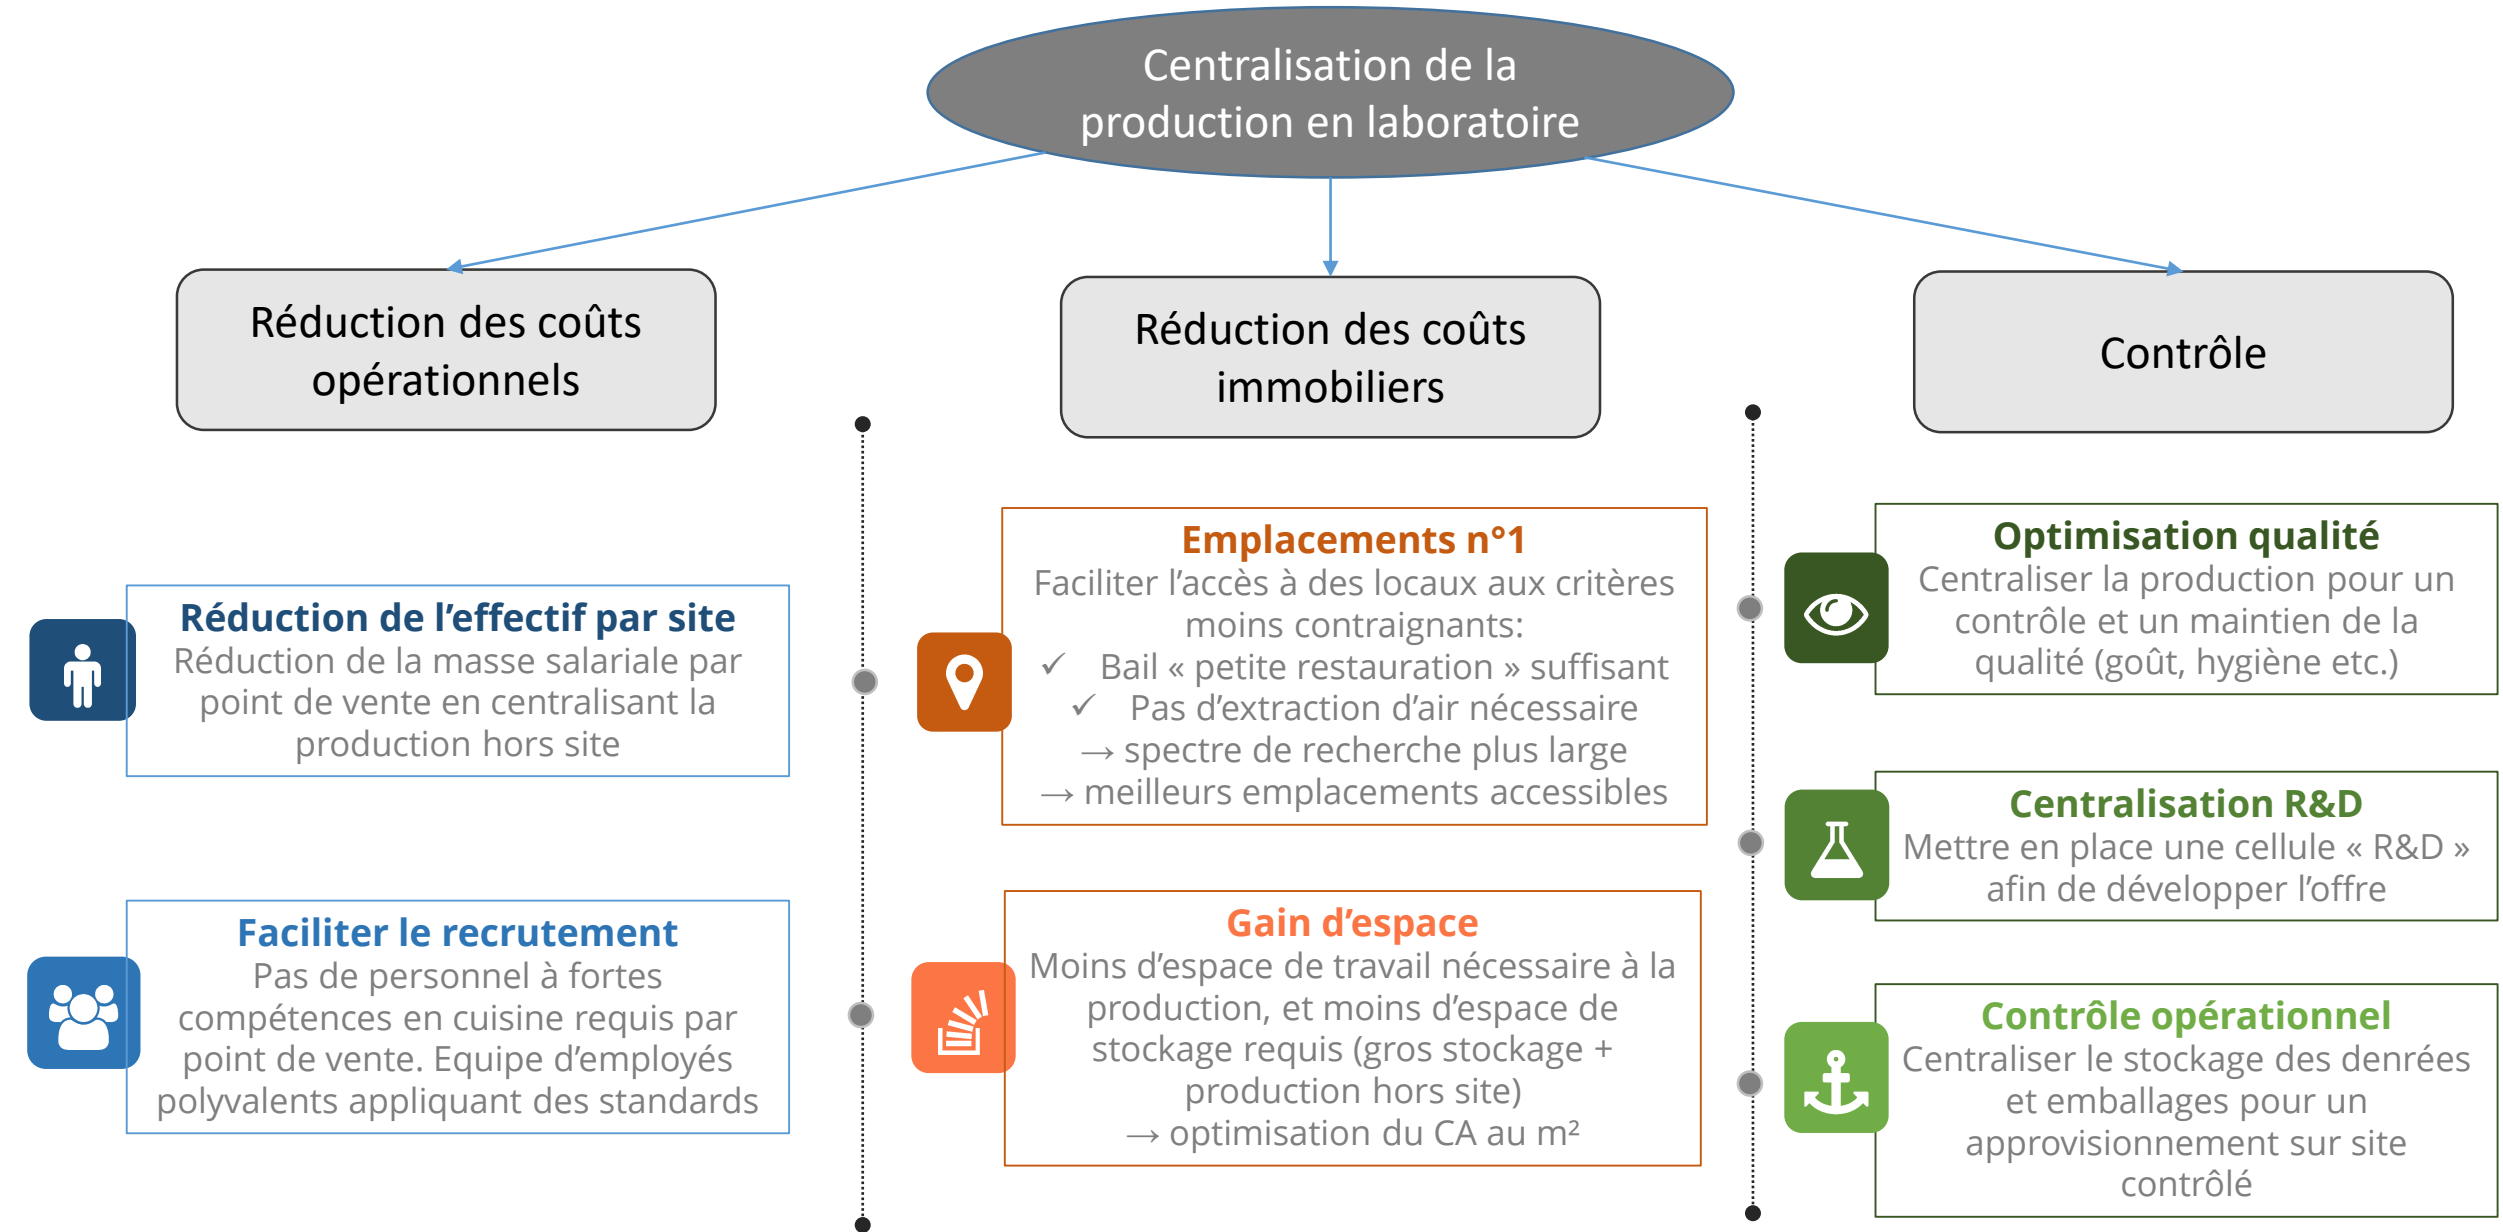 Centralisation de la
production en laboratoire
Réduction des coûts
opérationnels
Réduction des coûts
immobiliers
Contrôle
Réduction de l’effectif par site
Réduction de la masse salariale par
point de vente en centralisant la
production hors site
Faciliter le recrutement
Pas de personnel à fortes
compétences en cuisine requis par
point de vente. Equipe d’employés
polyvalents appliquant des standards
Emplacements n°1
Faciliter l’accès à des locaux aux critères
moins contraignants:
✓ Bail « petite restauration » suffisant
✓ Pas d’extraction d’air nécessaire
→ spectre de recherche plus large
→ meilleurs emplacements accessibles
Gain d’espace
Moins d’espace de travail nécessaire à la
production, et moins d’espace de
stockage requis (gros stockage +
production hors site)
→ optimisation du CA au m²
Optimisation qualité
Centraliser la production pour un
contrôle et un maintien de la
qualité (goût, hygiène etc.)
Centralisation R&D
Mettre en place une cellule « R&D »
afin de développer l’offre
Contrôle opérationnel
Centraliser le stockage des denrées
et emballages pour un
approvisionnement sur site
contrôlé